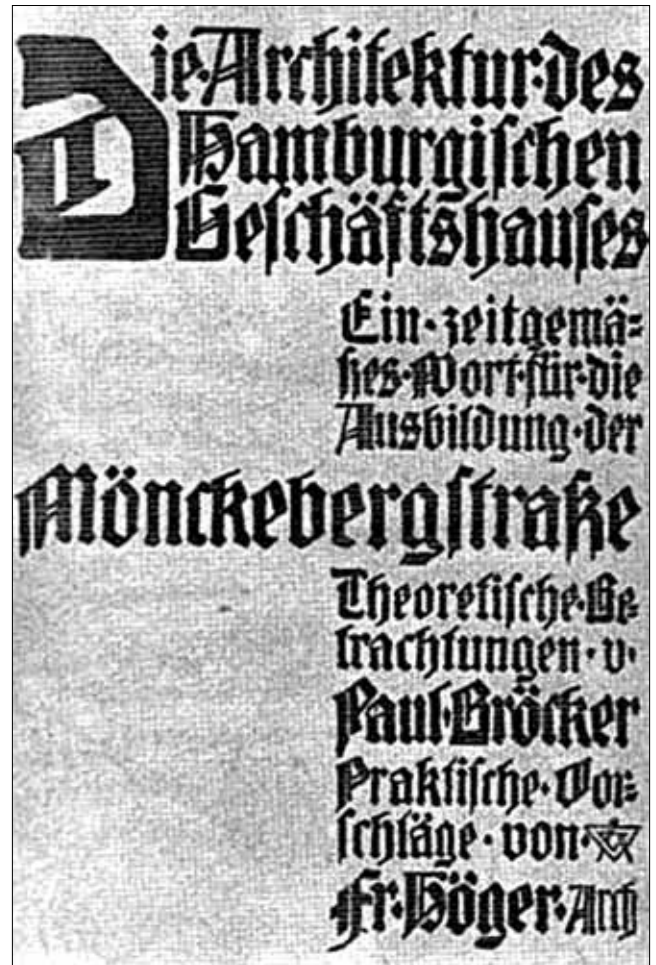 Die·Architektur·des
Hamburgischen
Geschäftshauses
Ein·zeitgemä=
ßes·Wort·für·die
Ausbildung·der
Mönckebergstraße
Theoretische·Be=
trachtungen·v·
Paul·Bröcker
Praktische·Vor=
schläge·von·
Fr·Höger·Arch